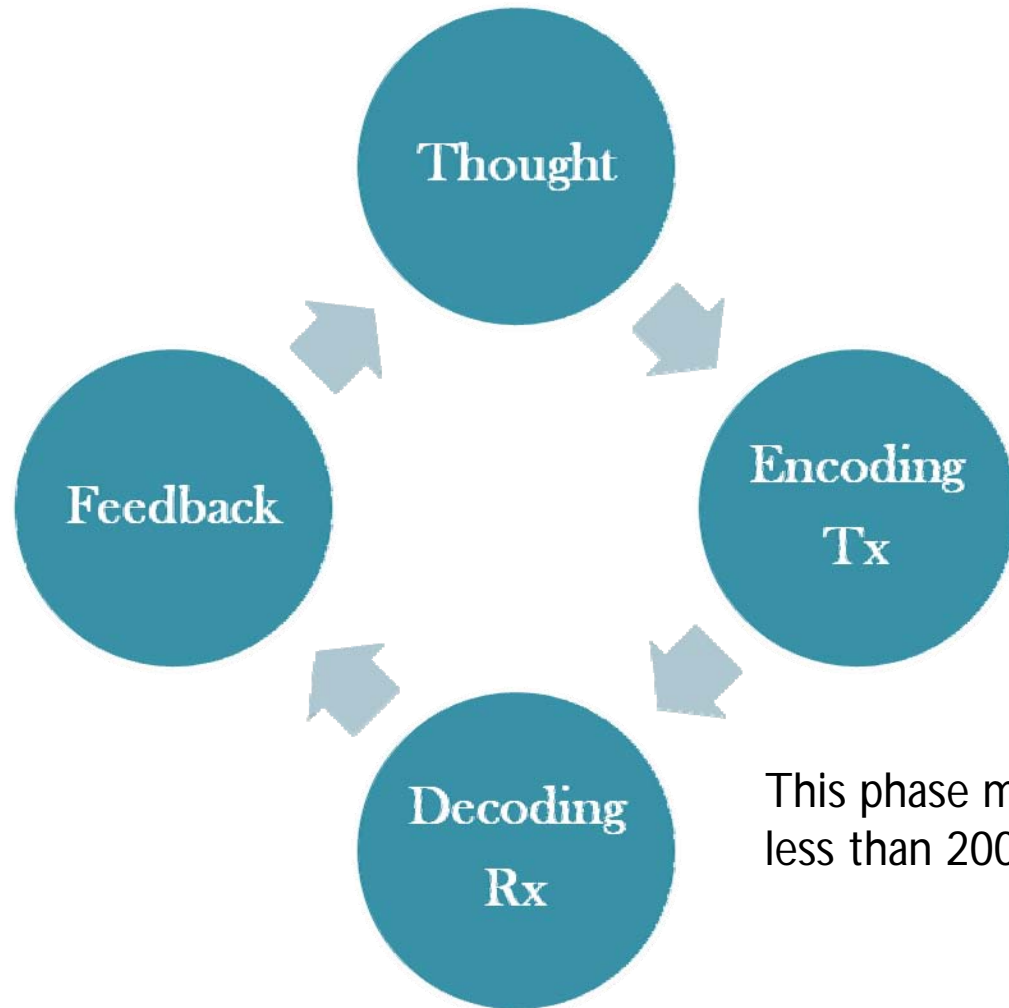 Thought
Encoding
Tx
Feedback
Decoding
Rx
This phase m
less than 200